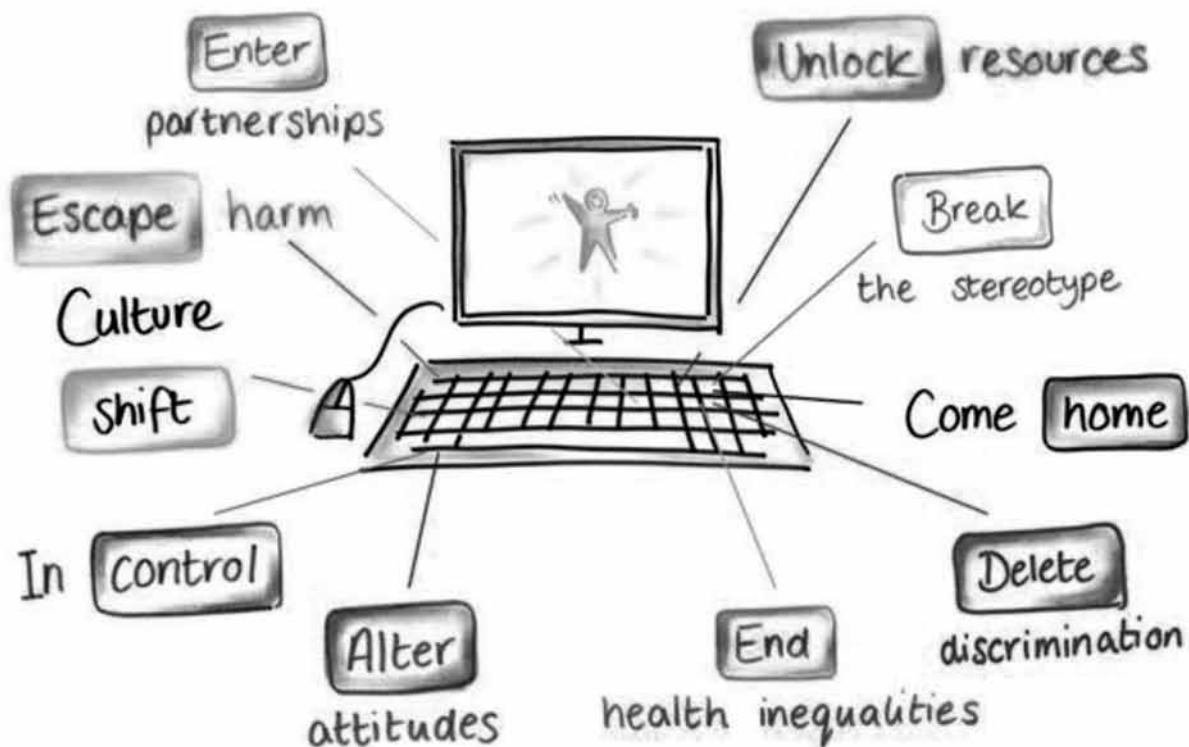 Enter
partnerships
Unlock resources
Escape harm
Break
the stereotype
Culture
shift
Come home
In control
Delete
discrimination
Alter
attitudes
End
health inequalities